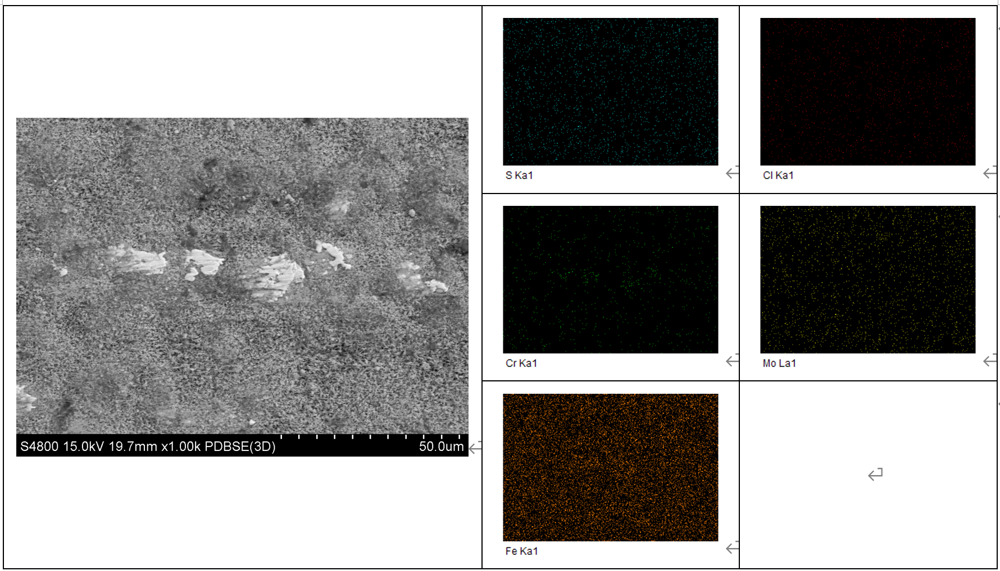 S4800 15.0kV 19.7mm x1.00k PDBSE(3D) 50.0um
S Ka1
Cl Ka1
Cr Ka1
Mo La1
Fe Ka1